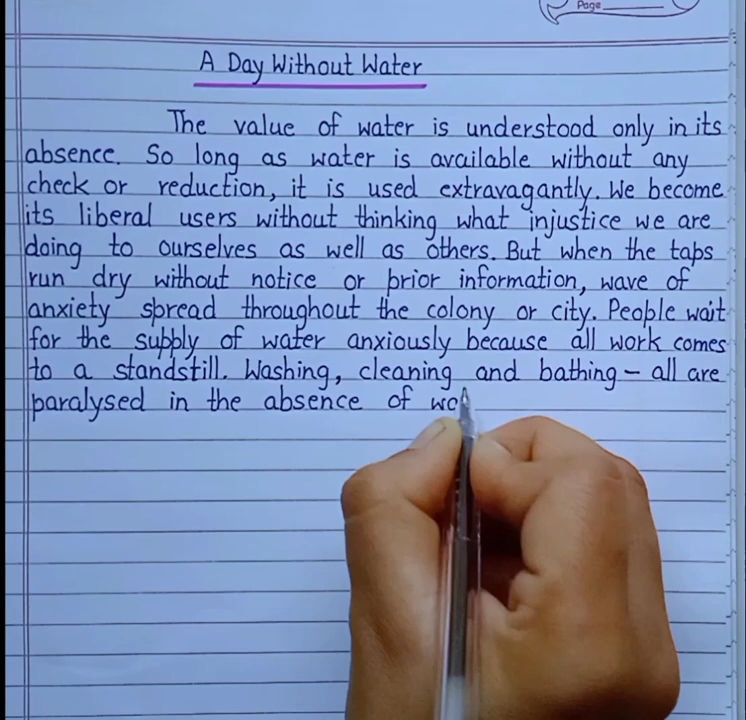 Page
A Day Without Water
The value of water is understood only in its
absence. So long as water is available without any
check or reduction, it is used extravagantly. We become
its liberal users without thinking what injustice we are
doing to ourselves as well as others. But when the taps
run dry without notice or prior information, wave of
anxiety spread throughout the colony or city. People wait
for the supply of water anxiously because all work comes
to a standstill. Washing, cleaning and bathing – all are
paralysed in the absence of wa